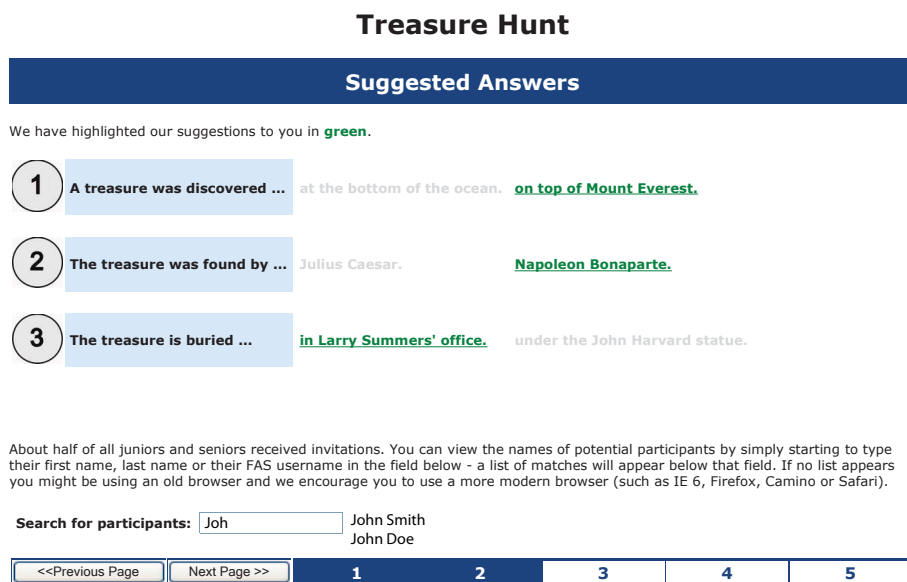 Treasure Hunt
Suggested Answers
We have highlighted our suggestions to you in green.
1 A treasure was discovered ... at the bottom of the ocean. on top of Mount Everest.
2 The treasure was found by ... Julius Caesar. Napoleon Bonaparte.
3 The treasure is buried ... in Larry Summers' office. under the John Harvard statue.
About half of all juniors and seniors received invitations. You can view the names of potential participants by simply starting to type
their first name, last name or their FAS username in the field below - a list of matches will appear below that field. If no list appears
you might be using an old browser and we encourage you to use a more modern browser (such as IE 6, Firefox, Camino or Safari).
Search for participants: Joh John Smith
John Doe
<<Previous Page Next Page >> 1 2 3 4 5